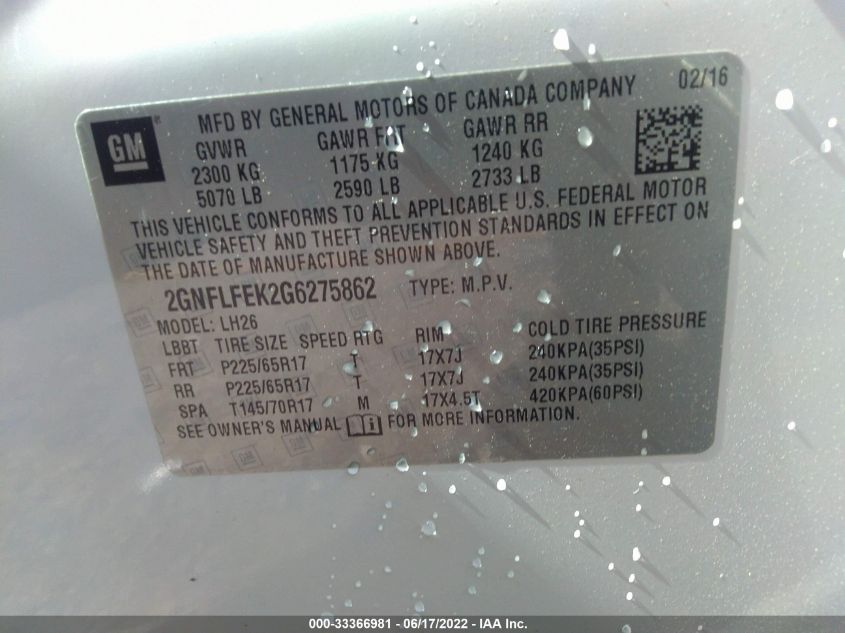 GM
MFD BY GENERAL MOTORS OF CANADA COMPANY 02/16
GVWR GAWR FRT GAWR RR
2300 KG 1175 KG 1240 KG
5070 LB 2590 LB 2733 LB
THIS VEHICLE CONFORMS TO ALL APPLICABLE U.S. FEDERAL MOTOR
VEHICLE SAFETY AND THEFT PREVENTION STANDARDS IN EFFECT ON
THE DATE OF MANUFACTURE SHOWN ABOVE.
2GNFLFEK2G6275862 TYPE: M.P.V.
MODEL: LH26
LBBT TIRE SIZE SPEED RTG RIM COLD TIRE PRESSURE
FRT P225/65R17 T 17X7J 240KPA(35PSI)
RR P225/65R17 T 17X7J 240KPA(35PSI)
SPA T145/70R17 M 17X4.5T 420KPA(60PSI)
SEE OWNER'S MANUAL FOR MORE INFORMATION.
000-33366981 - 06/17/2022 - IAA Inc.